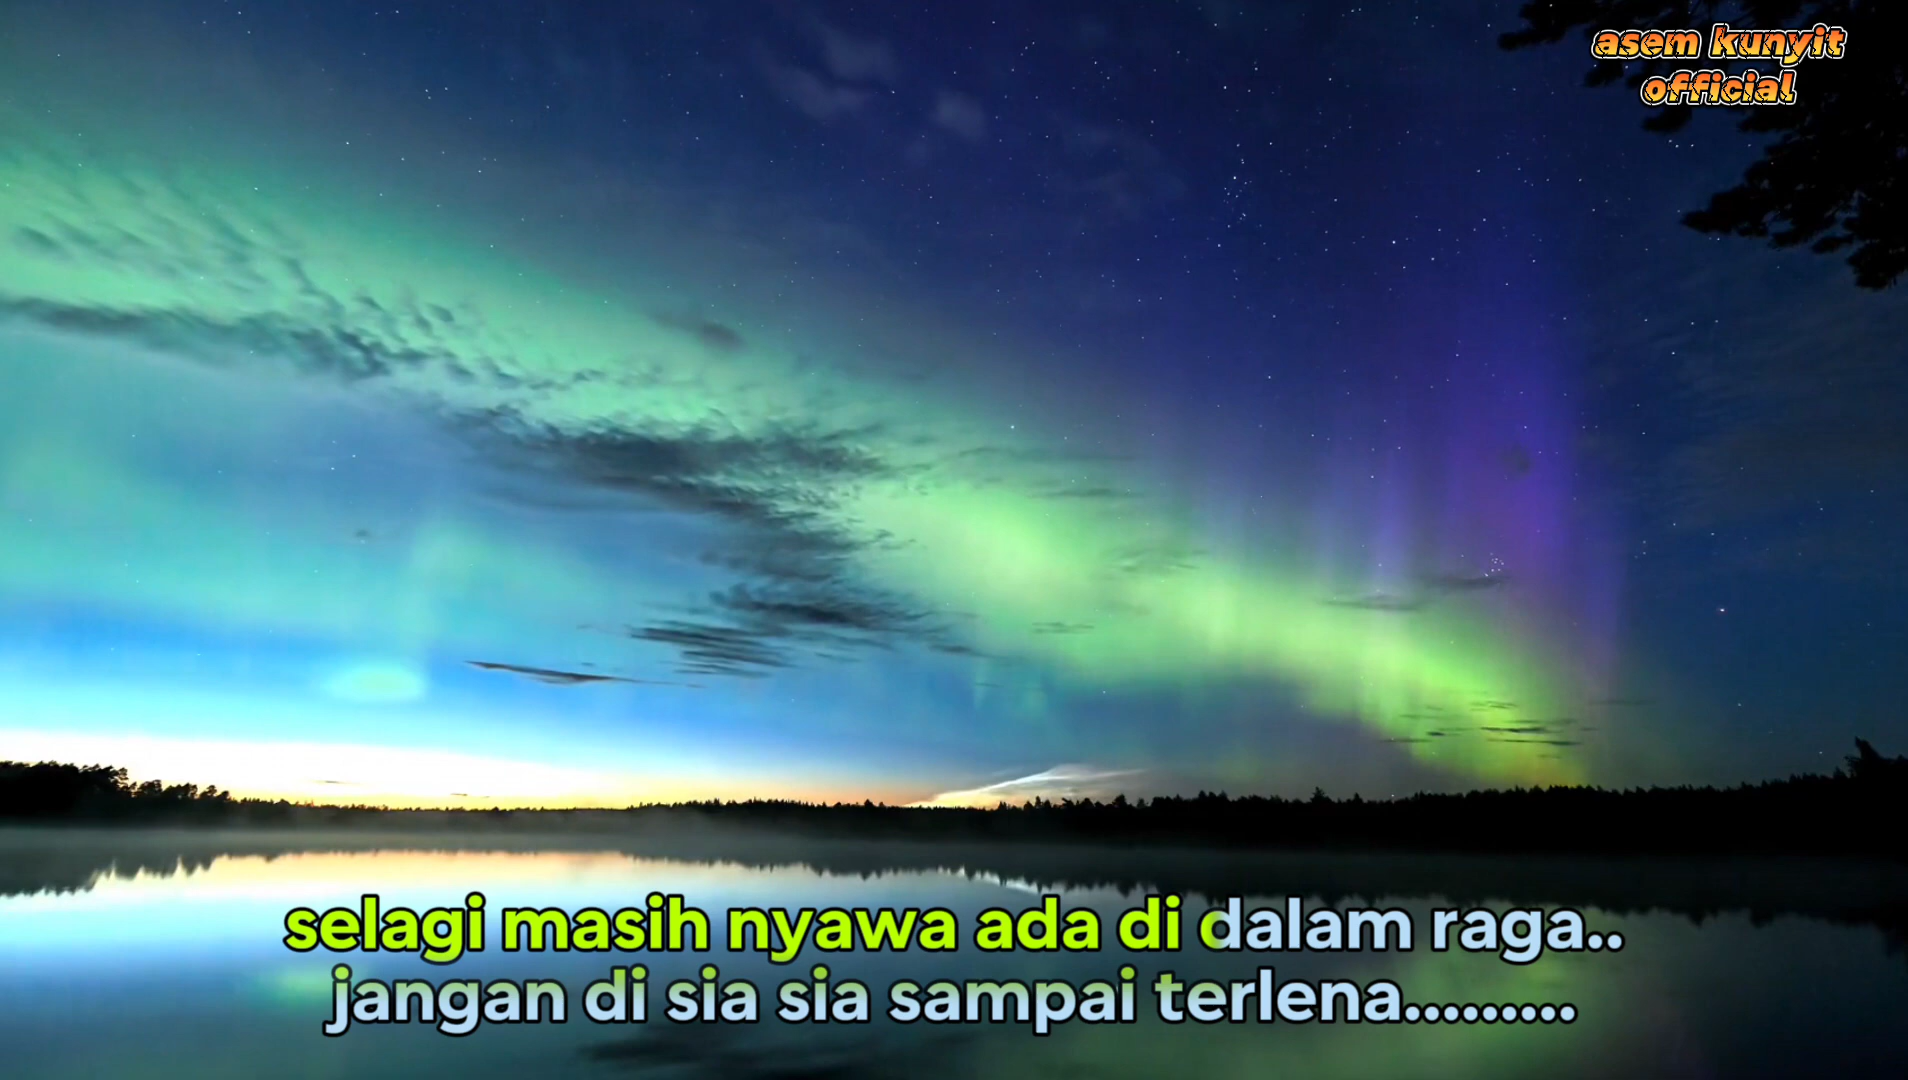 asem kunyit
official
selagi masih nyawa ada di dalam raga..
jangan di sia sia sampai terlena.........